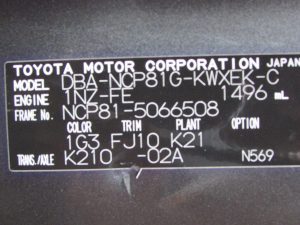 TOYOTA MOTOR CORPORATION JAPAN
MODEL DBA-NCP81G-KWXEK-C
ENGINE 1NZ-FE 1496 mL
FRAME No. NCP81-5066508
COLOR TRIM PLANT OPTION
1G3 FJ10 K21
TRANS./AXLE K210 -02A N569